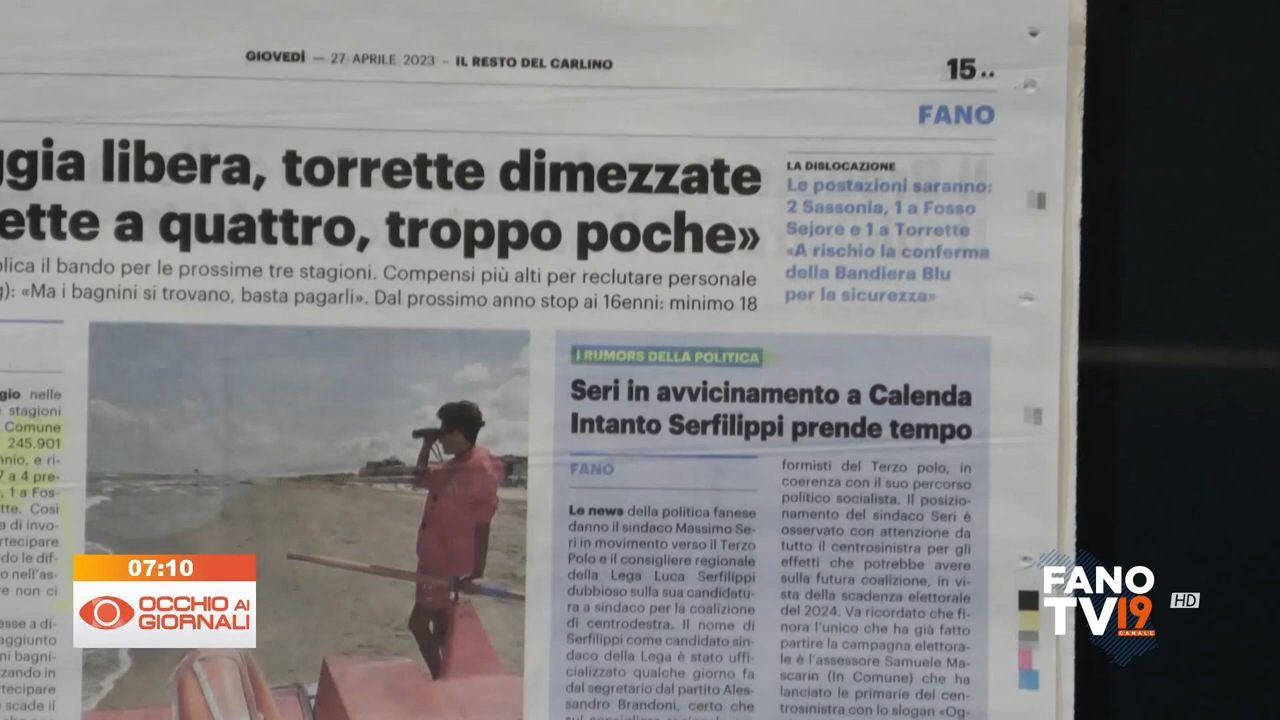 GIOVEDÌ — 27 APRILE 2023 – IL RESTO DEL CARLINO
15..
FANO
ggia libera, torrette dimezzate
ette a quattro, troppo poche»
olica il bando per le prossime tre stagioni. Compensi più alti per reclutare personale
g): «Ma i bagnini si trovano, basta pagarli». Dal prossimo anno stop ai 16enni: minimo 18
LA DISLOCAZIONE
Le postazioni saranno:
2 Sassonia, 1 a Fosso
Sejore e 1 a Torrette
«A rischio la conferma
della Bandiera Blu
per la sicurezza»
gio nelle
stagioni
Comune
245.901
nnio, e ri-
7 a 4 pre-
, 1 a Fos-
tte. Così
a di invo-
rtecipare
do le dif-
o nell'as-
e non ci
esse a di-
aggiunto
ni bagni-
zando in
rtecipare
scade il
I RUMORS DELLA POLITICA
Seri in avvicinamento a Calenda
Intanto Serfilippi prende tempo
FANO
Le news della politica fanese
danno il sindaco Massimo Se-
ri in movimento verso il Terzo
Polo e il consigliere regionale
della Lega Luca Serfilippi
dubbioso sulla sua candidatu-
ra a sindaco per la coalizione
di centrodestra. Il nome di
Serfilippi come candidato sin-
daco della Lega è stato uffi-
cializzato qualche giorno fa
dal segretario dal partito Ales-
sandro Brandoni, certo che
formisti del Terzo polo, in
coerenza con il suo percorso
politico socialista. Il posizio-
namento del sindaco Seri è
osservato con attenzione da
tutto il centrosinistra per gli
effetti che potrebbe avere
sulla futura coalizione, in vi-
sta della scadenza elettorale
del 2024. Va ricordato che fi-
nora l'unico che ha già fatto
partire la campagna elettora-
le è l'assessore Samuele Ma-
scarin (In Comune) che ha
lanciato le primarie del cen-
trosinistra con lo slogan «Og-
07:10
OCCHIO AI
GIORNALI
FANO
TV 19
CANALE
HD